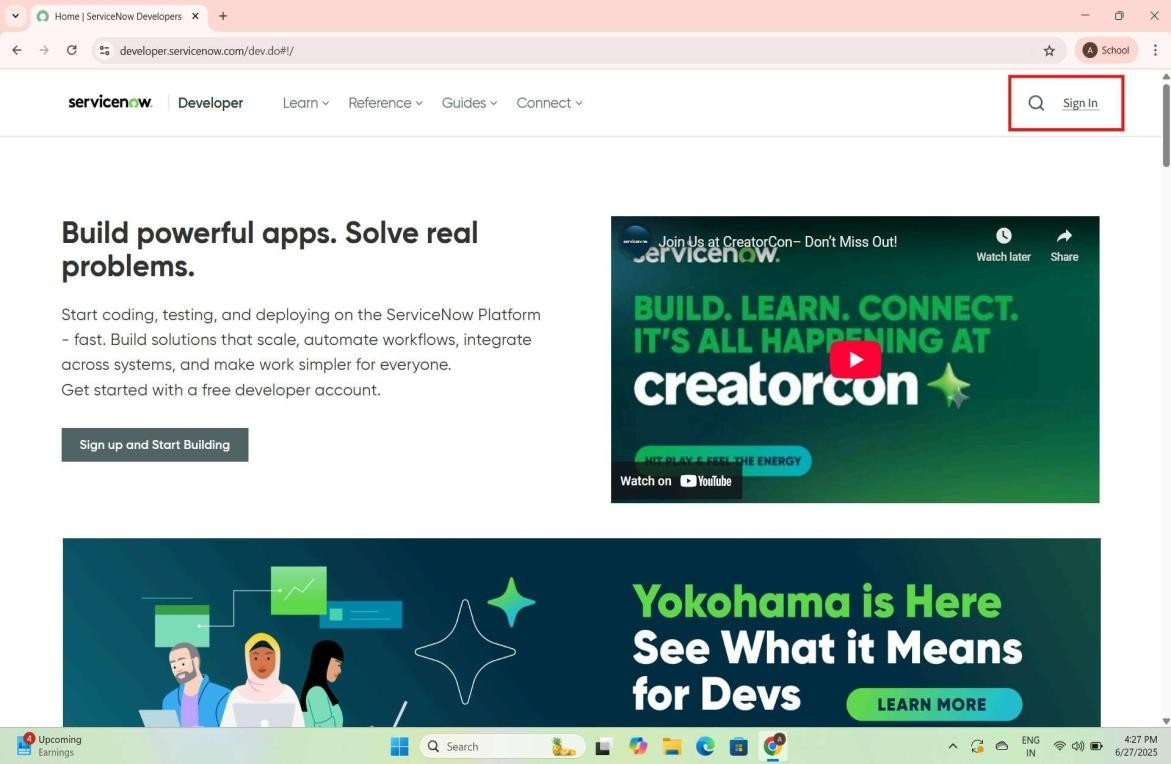 Home | ServiceNow Developers
developer.servicenow.com/dev.do#!/
A School
servicenow. Developer Learn Reference Guides Connect Sign In
Build powerful apps. Solve real
problems.
Start coding, testing, and deploying on the ServiceNow Platform
- fast. Build solutions that scale, automate workflows, integrate
across systems, and make work simpler for everyone.
Get started with a free developer account.
Sign up and Start Building
servicenow
Join Us at CreatorCon– Don't Miss Out!
Watch later Share
servicenow.
BUILD. LEARN. CONNECT.
IT'S ALL HAPPENING AT
creatorcon
HIT PLAY & FEEL THE ENERGY
Watch on YouTube
Yokohama is Here
See What it Means
for Devs
LEARN MORE
4 Upcoming
Earnings
Search
A
ENG
IN
4:27 PM
6/27/2025